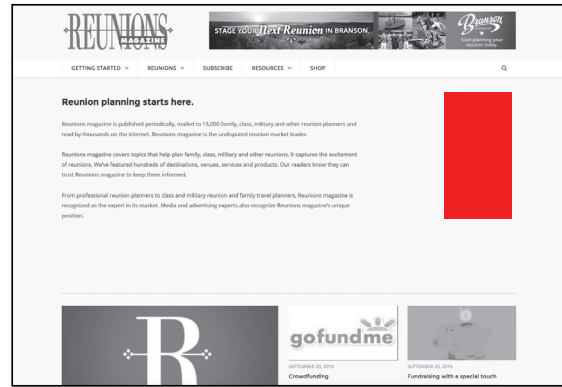 REUNIONS
MAGAZINE
STAGE YOUR Next Reunion IN BRANSON.
Branson
Start planning your
reunion today.
GETTING STARTED
REUNIONS
SUBSCRIBE
RESOURCES
SHOP
Reunion planning starts here.
Reunions magazine is published periodically, mailed to 18,000 family, class, military and other reunion planners and
read by thousands on the internet. Reunions magazine is the undisputed reunion market leader.
Reunions magazine covers topics that help plan family, class, military and other reunions. It captures the excitement
of reunions. We've featured hundreds of destinations, venues, services and products. Our readers know they can
trust Reunions magazine to keep them informed.
From professional reunion planners to class and military reunion and family travel planners, Reunions magazine is
recognized as the expert in its market. Media and advertising experts also recognize Reunions magazine's unique
position.
R
gofundme
SEPTEMBER 20, 2016
Crowdfunding
SEPTEMBER 20, 2016
Fundraising with a special touch